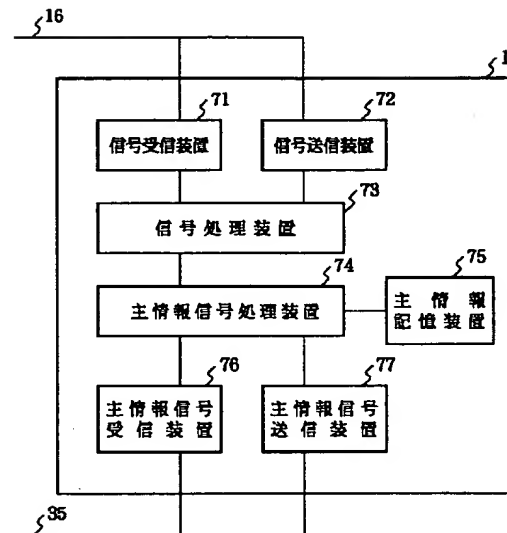 16
1
71
72
信号受信装置
信号送信装置
73
信号処理装置
74
75
主情報信号処理装置
主情報
記憶装置
76
77
主情報信号
受信装置
主情報信号
送信装置
35